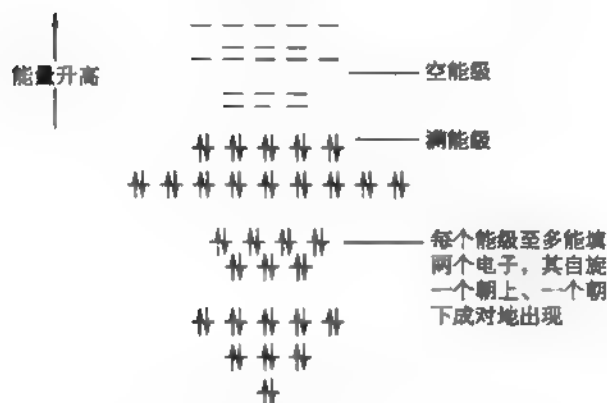 能量升高
空能级
满能级
每个能级至多能填
两个电子，其自旋
一个朝上、一个朝
下成对地出现